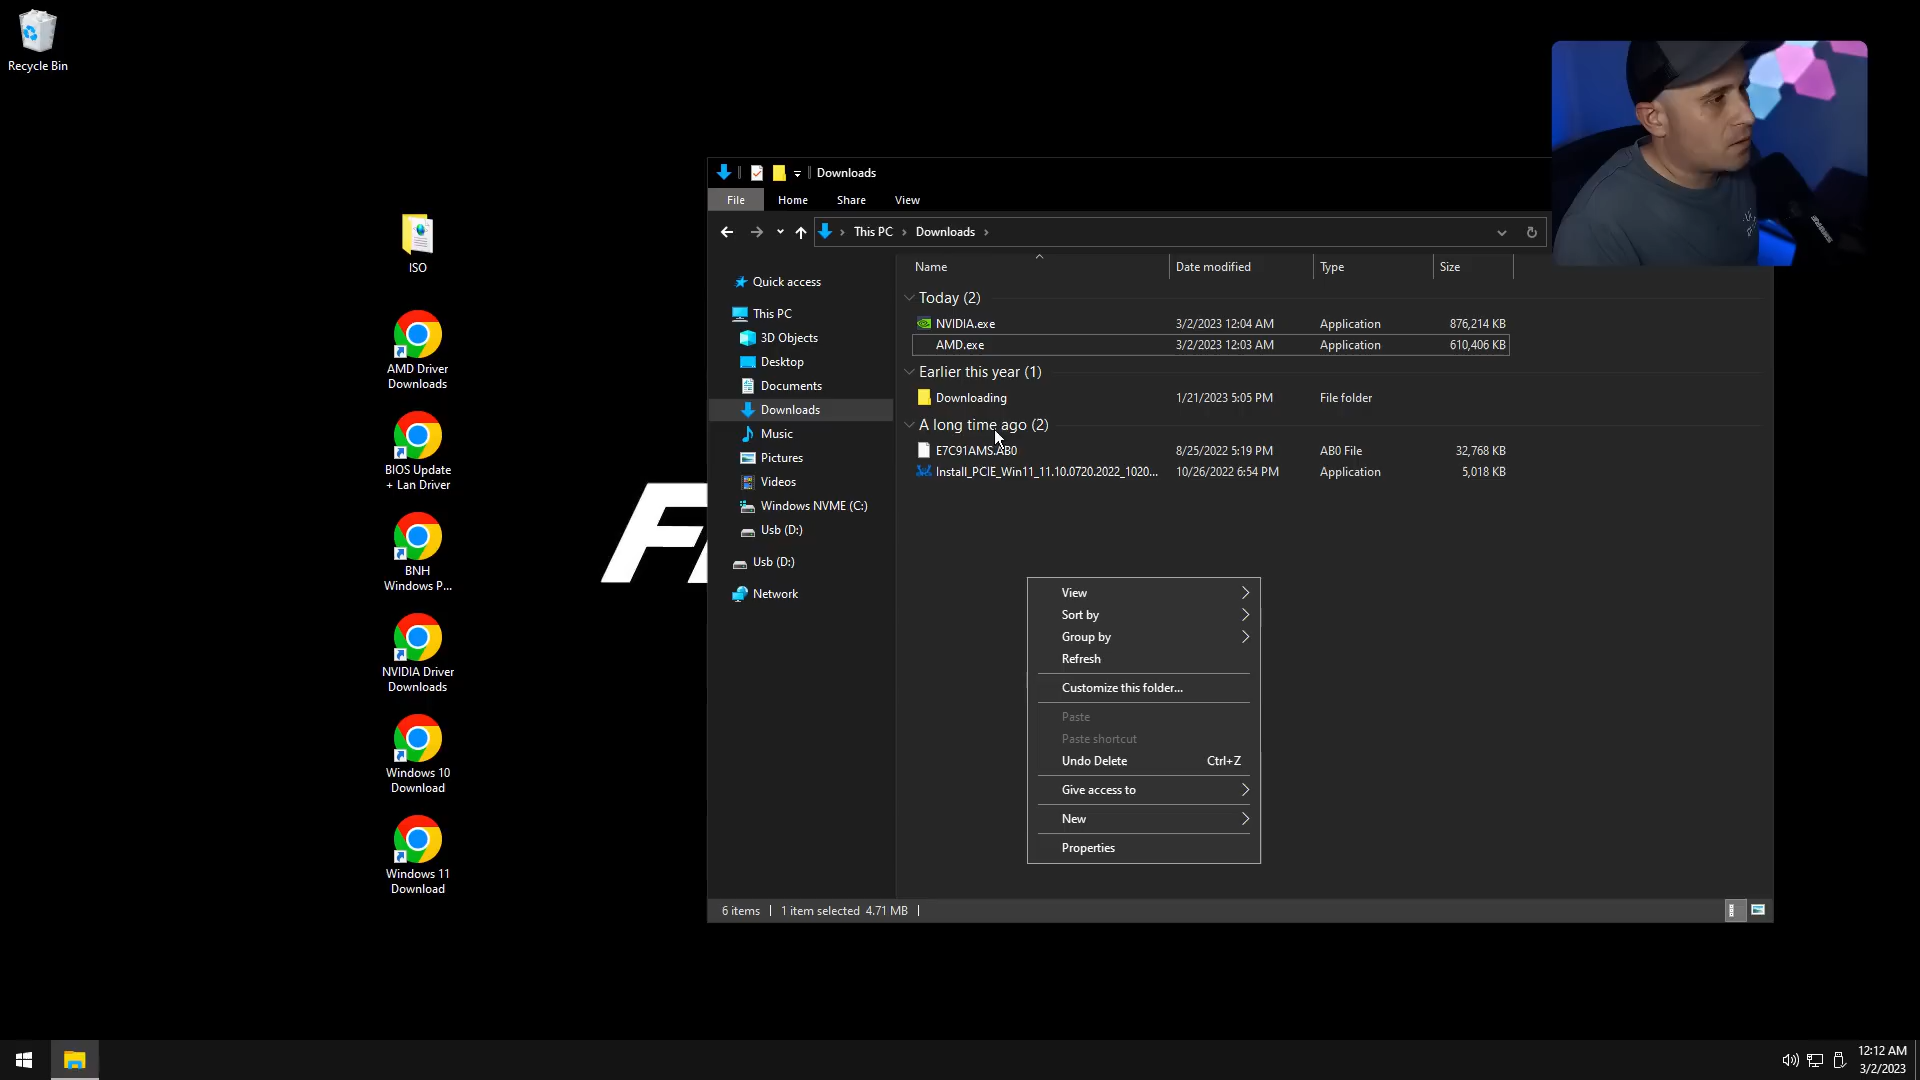 Recycle Bin
ISO
AMD Driver
Downloads
BIOS Update
+ Lan Driver
BNH
Windows P...
NVIDIA Driver
Downloads
Windows 10
Download
Windows 11
Download
Downloads
File Home Share View
This PC Downloads
Name Date modified Type Size
Quick access
This PC
3D Objects
Desktop
Documents
Downloads
Music
Pictures
Videos
Windows NVME (C:)
Usb (D:)
Usb (D:)
Network
Today (2)
NVIDIA.exe 3/2/2023 12:04 AM Application 876,214 KB
AMD.exe 3/2/2023 12:03 AM Application 610,406 KB
Earlier this year (1)
Downloading 1/21/2023 5:05 PM File folder
A long time ago (2)
E7C91AMS.AB0 8/25/2022 5:19 PM AB0 File 32,768 KB
Install_PCIE_Win11_11.10.0720.2022_1020... 10/26/2022 6:54 PM Application 5,018 KB
View
Sort by
Group by
Refresh
Customize this folder...
Paste
Paste shortcut
Undo Delete Ctrl+Z
Give access to
New
Properties
6 items 1 item selected 4.71 MB
12:12 AM
3/2/2023